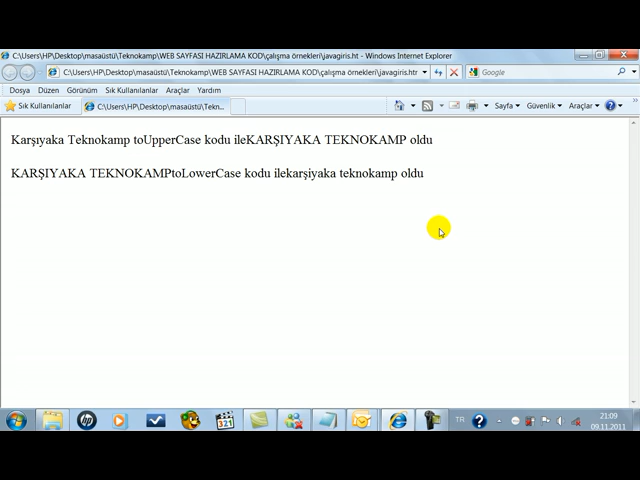 C:\Users\HP\Desktop\masaüstü\Teknokamp\WEB SAYFASI HAZIRLAMA KOD\çalışma örnekleri\javagiris.ht - Windows Internet Explorer
C:\Users\HP\Desktop\masaüstü\Teknokamp\WEB SAYFASI HAZIRLAMA KOD\çalışma örnekleri\javagiris.htr
Google
Dosya Düzen Görünüm Sık Kullanılanlar Araçlar Yardım
Sık Kullanılanlar C:\Users\HP\Desktop\masaüstü\Tekn... Sayfa Güvenlik Araçlar
Karşıyaka Teknokamp toUpperCase kodu ileKARŞIYAKA TEKNOKAMP oldu
KARŞIYAKA TEKNOKAMPtoLowerCase kodu ilekarşiyaka teknokamp oldu
321
TR
21:09
09.11.2011